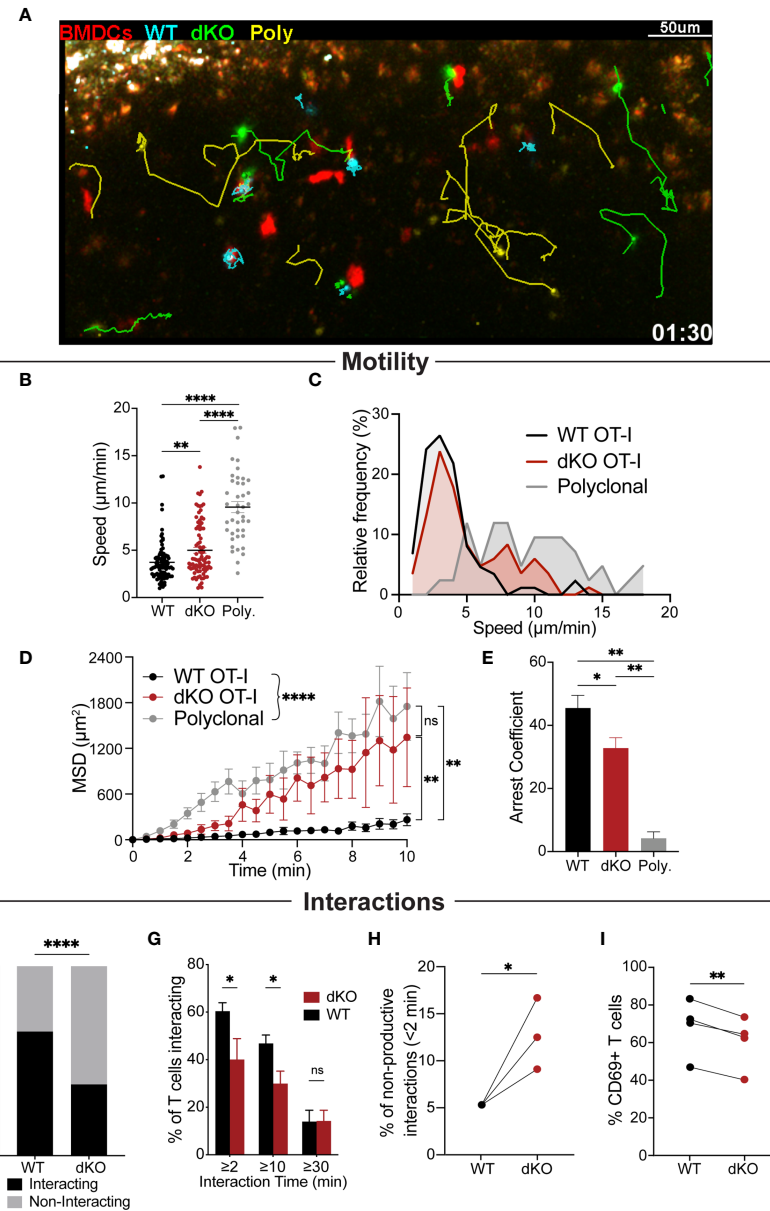 A
BMDCs WT dKO Poly
50um
01:30
Motility
B
Speed (µm/min)
20
15
10
5
0
****
****
**
WT dKO Poly.
C
Relative frequency (%)
30
20
10
0
WT OT-I
dKO OT-I
Polyclonal
0 5 10 15 20
Speed (µm/min)
D
MSD (µm²)
2400
1800
1200
600
0
WT OT-I
dKO OT-I
Polyclonal
****
ns
**
**
0 2 4 6 8 10
Time (min)
E
Arrest Coefficient
60
40
20
0
**
*
**
WT dKO Poly.
Interactions
****
WT dKO
Interacting
Non-Interacting
G
% of T cells interacting
80
60
40
20
0
*
*
ns
dKO
WT
≥2 ≥10 ≥30
Interaction Time (min)
H
% of non-productive
interactions (<2 min)
20
15
10
5
0
*
WT dKO
I
% CD69+ T cells
100
80
60
40
20
0
**
WT dKO